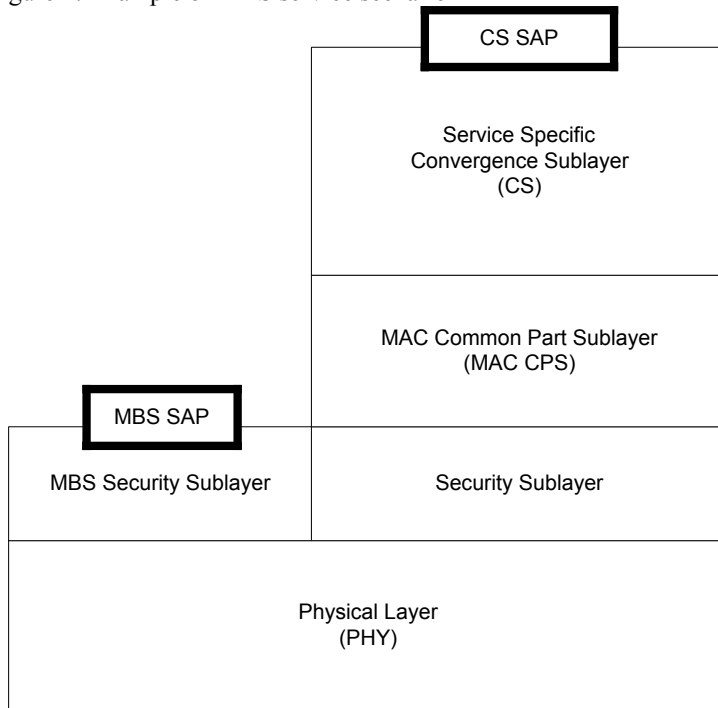 CS SAP
Service Specific
Convergence Sublayer
(CS)
MAC Common Part Sublayer
(MAC CPS)
MBS SAP
MBS Security Sublayer
Security Sublayer
Physical Layer
(PHY)